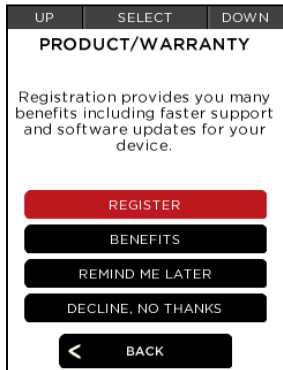 UP SELECT DOWN
PRODUCT/WARRANTY
Registration provides you many
benefits including faster support
and software updates for your
device.
REGISTER
BENEFITS
REMIND ME LATER
DECLINE, NO THANKS
< BACK